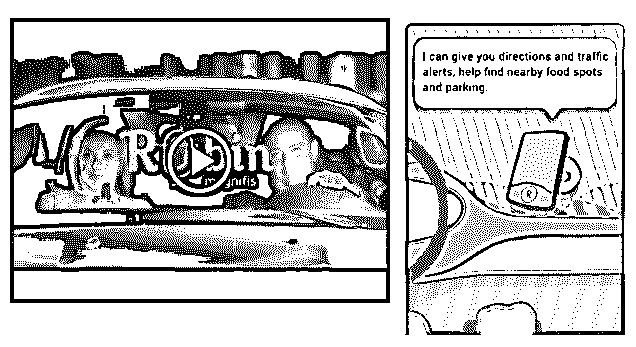 Robin
I can give you directions and traffic
alerts, help find nearby food spots
and parking.
R